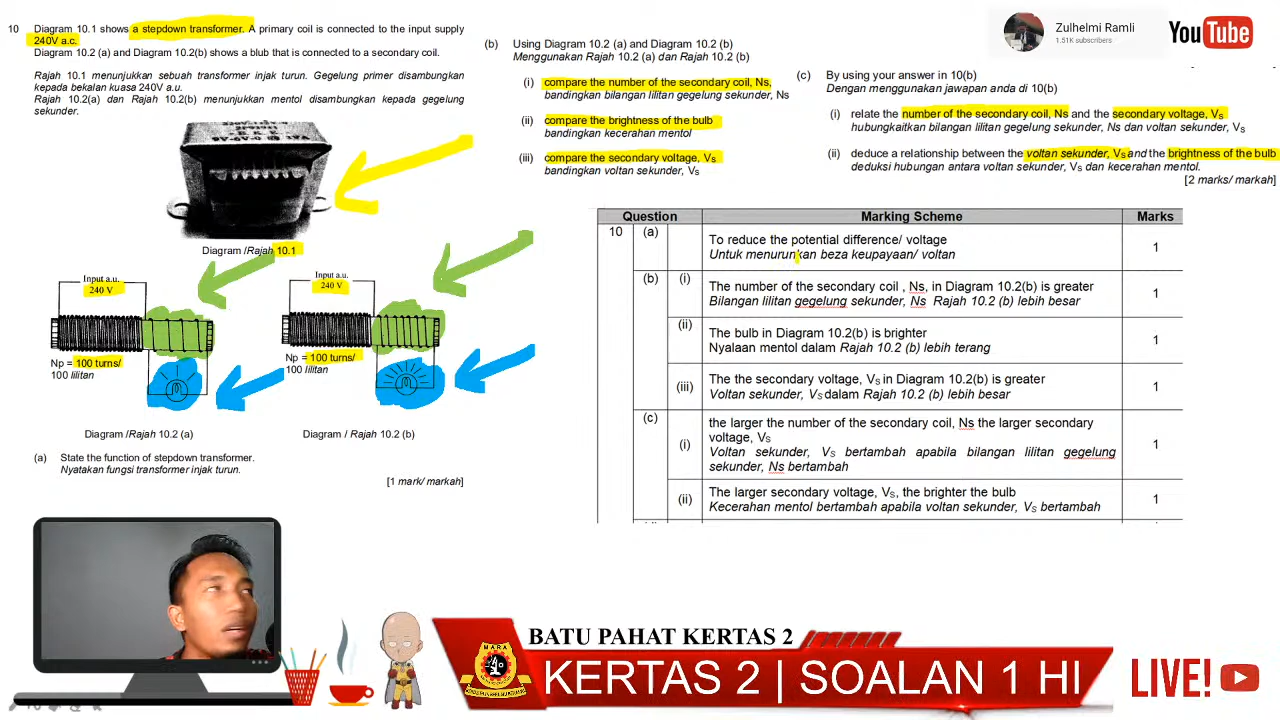 10 Diagram 10.1 shows a stepdown transformer. A primary coil is connected to the input supply
240V a.c.
Diagram 10.2 (a) and Diagram 10.2(b) shows a blub that is connected to a secondary coil.
Rajah 10.1 menunjukkan sebuah transformer injak turun. Gegelung primer disambungkan
kepada bekalan kuasa 240V a.u.
Rajah 10.2(a) dan Rajah 10.2(b) menunjukkan mentol disambungkan kepada gegelung
sekunder.
Diagram /Rajah 10.1
Input a.u.
240 V
Np = 100 turns/
100 lilitan
Diagram /Rajah 10.2 (a)
Input a.u.
240 V
Np = 100 turns/
100 lilitan
Diagram / Rajah 10.2 (b)
(a) State the function of stepdown transformer.
Nyatakan fungsi transformer injak turun.
[1 mark/ markah]
(b) Using Diagram 10.2 (a) and Diagram 10.2 (b)
Menggunakan Rajah 10.2 (a) dan Rajah 10.2 (b)
(i) compare the number of the secondary coil, Ns,
bandingkan bilangan lilitan gegelung sekunder, Ns
(ii) compare the brightness of the bulb
bandingkan kecerahan mentol
(iii) compare the secondary voltage, Vs
bandingkan voltan sekunder, Vs
Zulhelmi Ramli
1.51K subscribers
YouTube
(c) By using your answer in 10(b)
Dengan menggunakan jawapan anda di 10(b)
(i) relate the number of the secondary coil, Ns and the secondary voltage, Vs
hubungkaitkan bilangan lilitan gegelung sekunder, Ns dan voltan sekunder, Vs
(ii) deduce a relationship between the voltan sekunder, Vs and the brightness of the bulb
deduksi hubungan antara voltan sekunder, Vs dan kecerahan mentol.
[2 marks/ markah]
Question Marking Scheme Marks
10 (a) To reduce the potential difference/ voltage 1
Untuk menurunkan beza keupayaan/ voltan
(b) (i) The number of the secondary coil , Ns, in Diagram 10.2(b) is greater 1
Bilangan lilitan gegelung sekunder, Ns Rajah 10.2 (b) lebih besar
(ii) The bulb in Diagram 10.2(b) is brighter 1
Nyalaan mentol dalam Rajah 10.2 (b) lebih terang
(iii) The the secondary voltage, Vs in Diagram 10.2(b) is greater 1
Voltan sekunder, Vs dalam Rajah 10.2 (b) lebih besar
(c) (i) the larger the number of the secondary coil, Ns the larger secondary 1
voltage, Vs
Voltan sekunder, Vs bertambah apabila bilangan lilitan gegelung
sekunder, Ns bertambah
(ii) The larger secondary voltage, Vs, the brighter the bulb 1
Kecerahan mentol bertambah apabila voltan sekunder, Vs bertambah
BATU PAHAT KERTAS 2
MARA
KERTAS 2 | SOALAN 1 HI
LIVE!